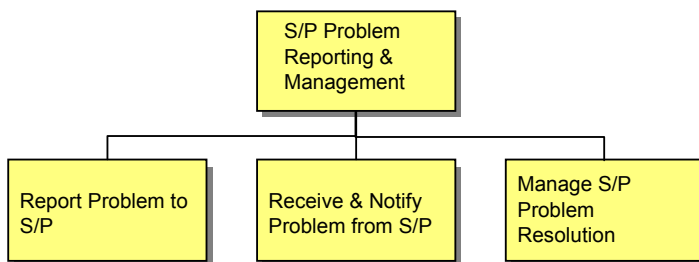 S/P Problem
Reporting &
Management
Report Problem to
S/P
Receive & Notify
Problem from S/P
Manage S/P
Problem
Resolution